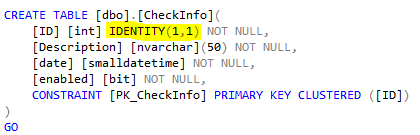 CREATE TABLE [dbo].[CheckInfo](
[ID] [int] IDENTITY(1,1) NOT NULL,
[Description] [nvarchar](50) NOT NULL,
[date] [smalldatetime] NOT NULL,
[enabled] [bit] NOT NULL,
CONSTRAINT [PK_CheckInfo] PRIMARY KEY CLUSTERED ([ID])
)
GO